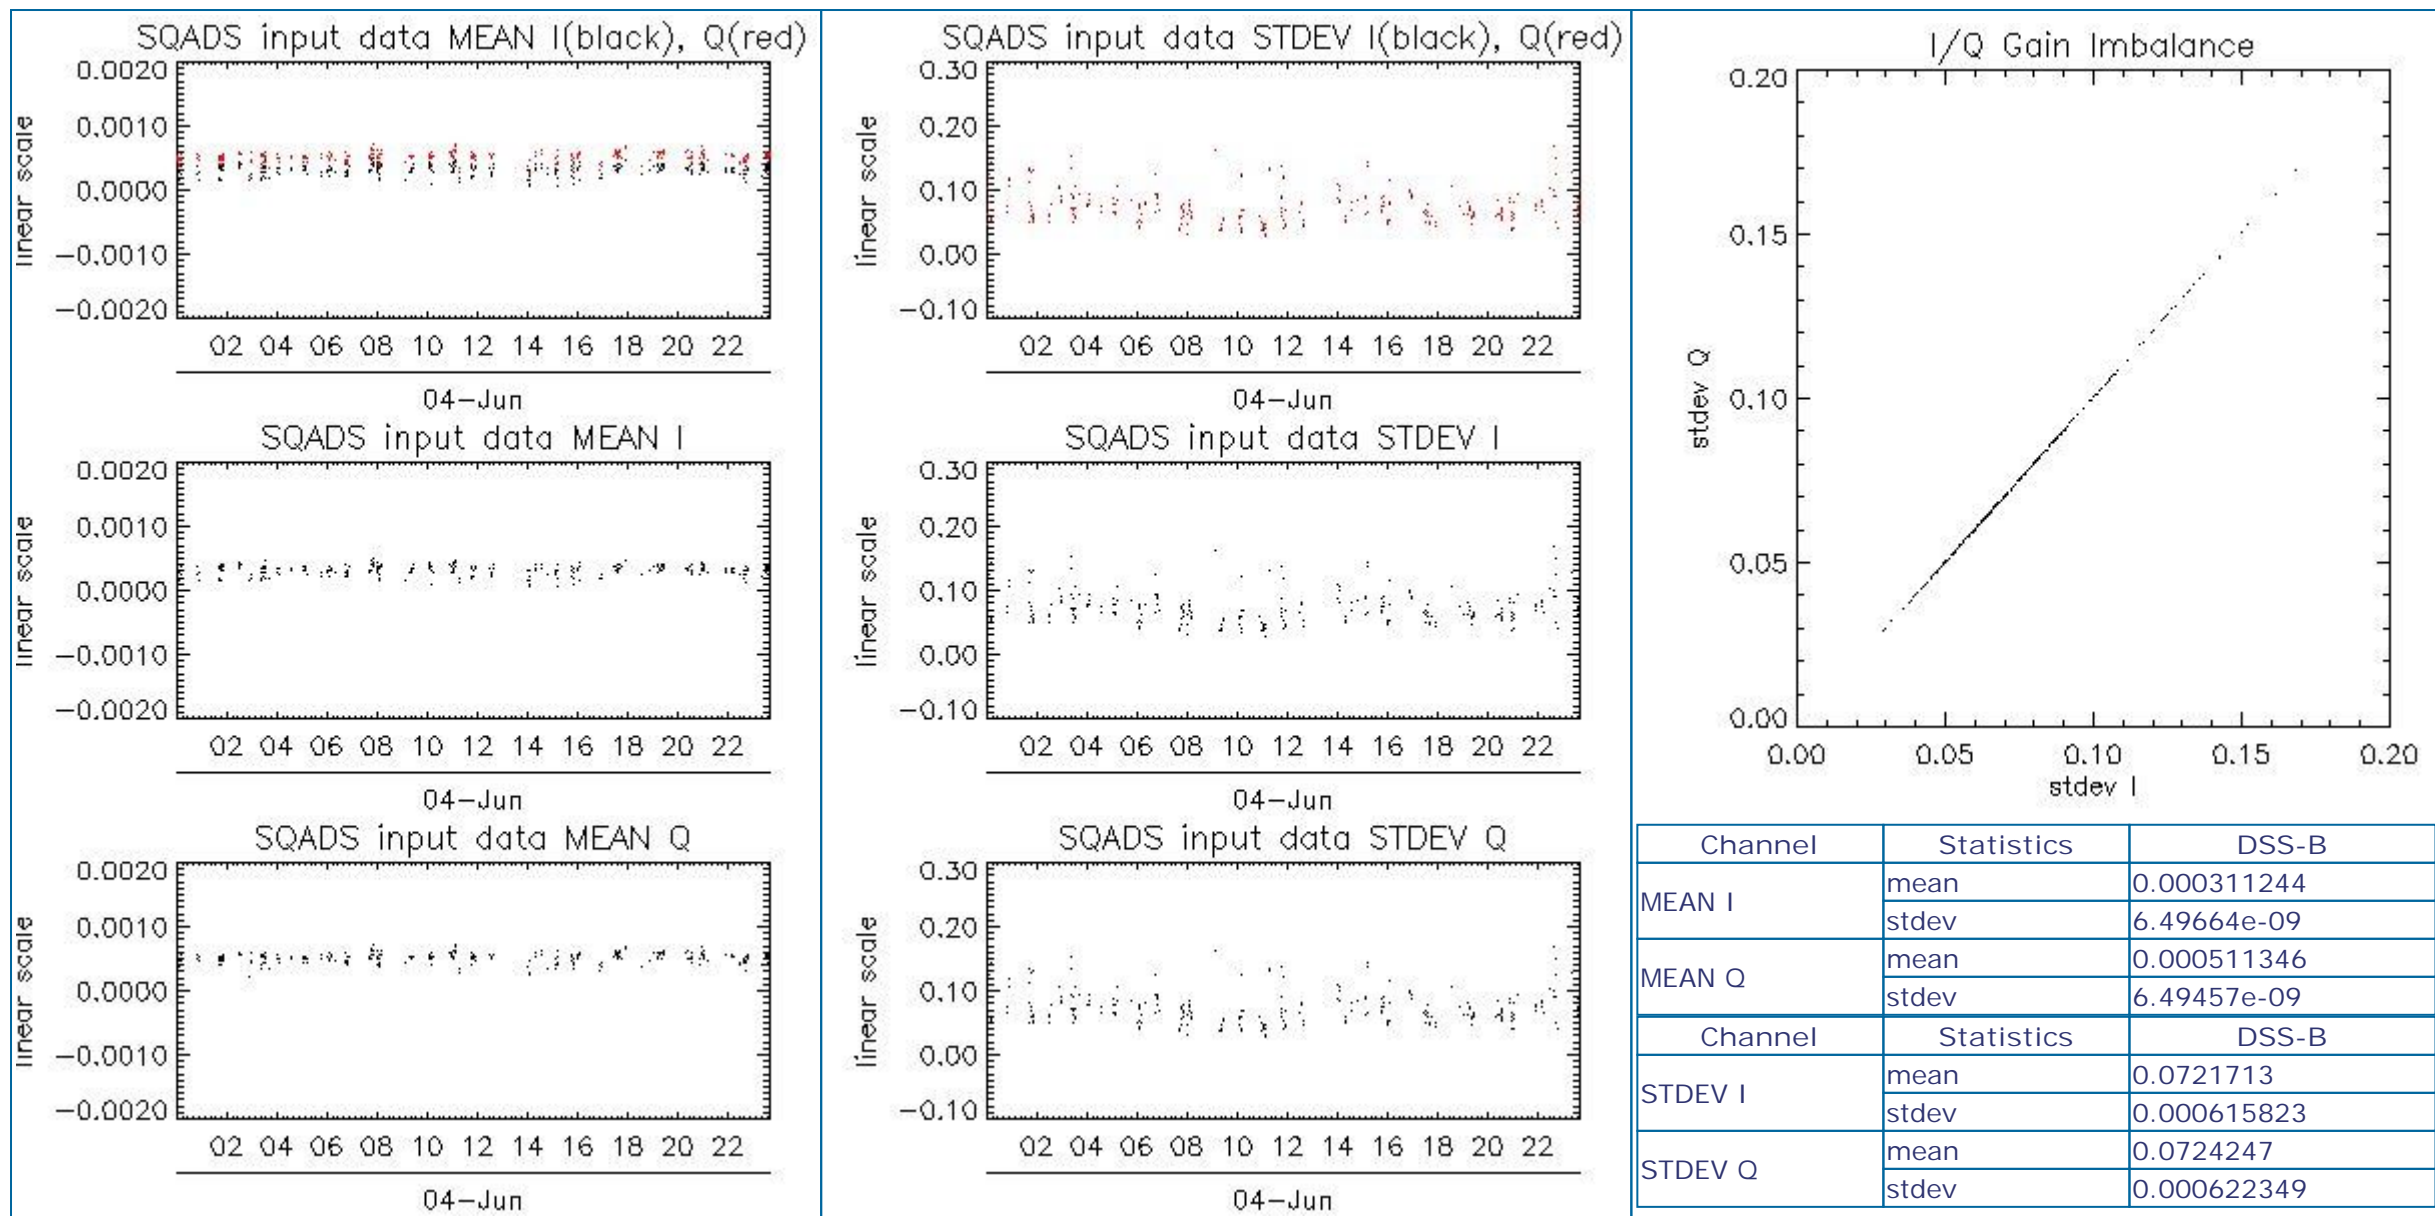 SQADS input data MEAN I(black), Q(red)
0.0020
0.0010
0.0000
-0.0010
-0.0020
linear scale
02 04 06 08 10 12 14 16 18 20 22
04-Jun
SQADS input data MEAN I
0.0020
0.0010
0.0000
-0.0010
-0.0020
linear scale
02 04 06 08 10 12 14 16 18 20 22
04-Jun
SQADS input data MEAN Q
0.0020
0.0010
0.0000
-0.0010
-0.0020
linear scale
02 04 06 08 10 12 14 16 18 20 22
04-Jun
SQADS input data STDEV I(black), Q(red)
0.30
0.20
0.10
0.00
-0.10
linear scale
02 04 06 08 10 12 14 16 18 20 22
04-Jun
SQADS input data STDEV I
0.30
0.20
0.10
0.00
-0.10
linear scale
02 04 06 08 10 12 14 16 18 20 22
04-Jun
SQADS input data STDEV Q
0.30
0.20
0.10
0.00
-0.10
linear scale
02 04 06 08 10 12 14 16 18 20 22
04-Jun
I/Q Gain Imbalance
0.20
0.15
0.10
0.05
0.00
stdev Q
0.00 0.05 0.10 0.15 0.20
stdev I
Channel Statistics DSS-B
MEAN I mean 0.000311244
stdev 6.49664e-09
MEAN Q mean 0.000511346
stdev 6.49457e-09
Channel Statistics DSS-B
STDEV I mean 0.0721713
stdev 0.000615823
STDEV Q mean 0.0724247
stdev 0.000622349